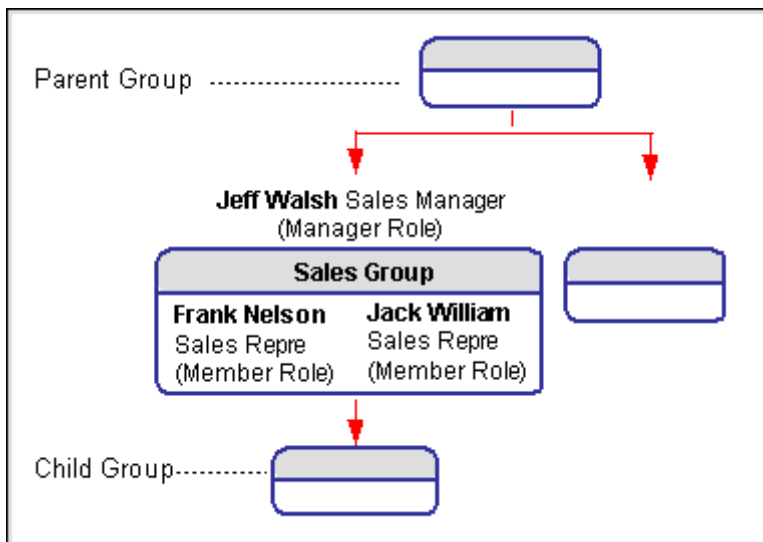 Parent Group
Jeff Walsh Sales Manager
(Manager Role)
Sales Group
Frank Nelson
Sales Repre
(Member Role)
Jack William
Sales Repre
(Member Role)
Child Group